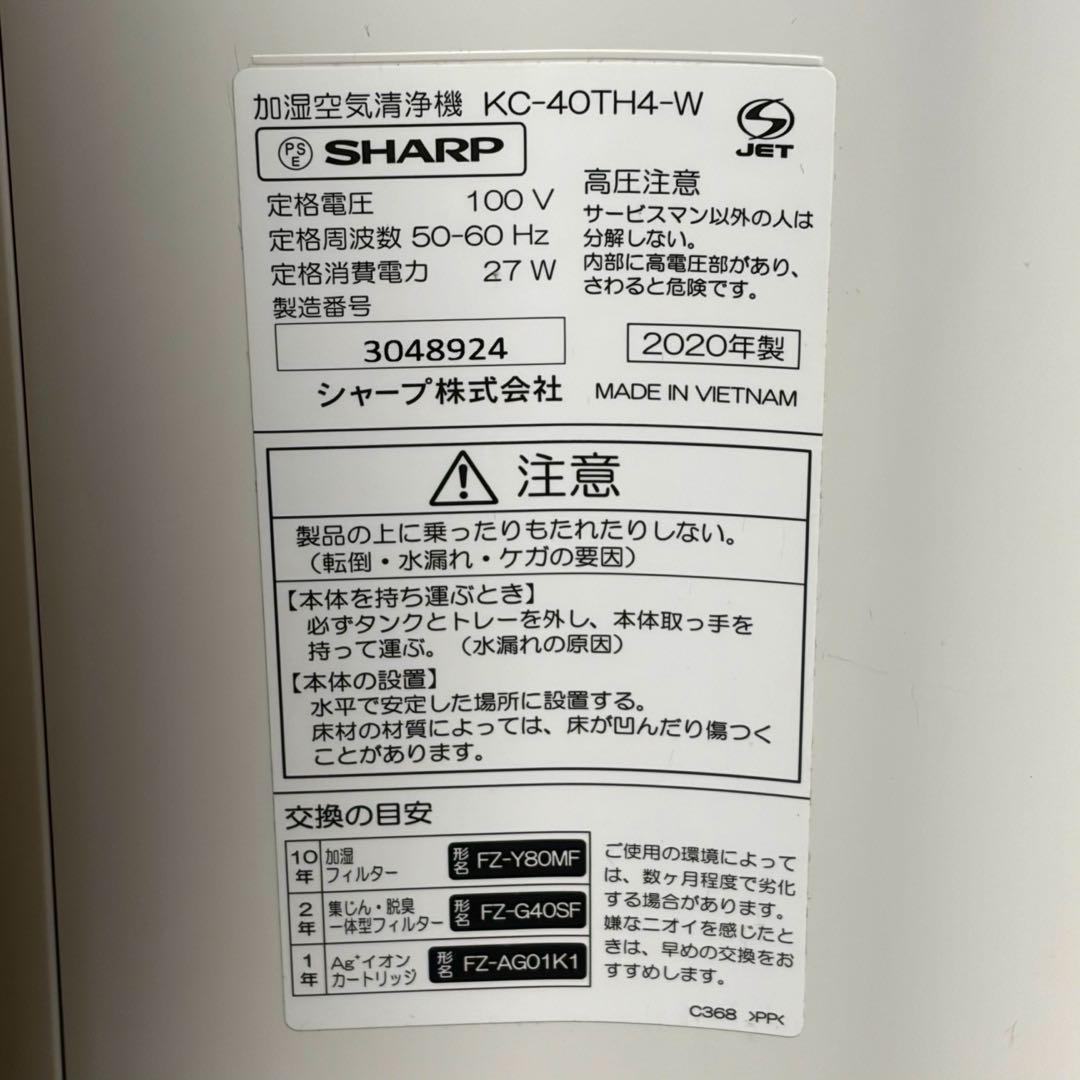 加湿空気清浄機 KC-40TH4-W
PSE SHARP
JET
定格電圧 100 V
定格周波数 50-60 Hz
定格消費電力 27 W
製造番号
3048924
シャープ株式会社
高圧注意
サービスマン以外の人は
分解しない。
内部に高電圧部があり、
さわると危険です。
2020年製
MADE IN VIETNAM
注意
製品の上に乗ったりもたれたりしない。
（転倒・水漏れ・ケガの要因）
【本体を持ち運ぶとき】
必ずタンクとトレーを外し、本体取っ手を
持って運ぶ。（水漏れの原因）
【本体の設置】
水平で安定した場所に設置する。
床材の材質によっては、床が凹んだり傷つく
ことがあります。
交換の目安
10年 加湿フィルター 形名 FZ-Y80MF
2年 集じん・脱臭一体型フィルター 形名 FZ-G40SF
1年 Ag⁺イオンカートリッジ 形名 FZ-AG01K1
ご使用の環境によって
は、数ヶ月程度で劣化
する場合があります。
嫌なニオイを感じたと
きは、早めの交換をお
すすめします。
C368 >PP<